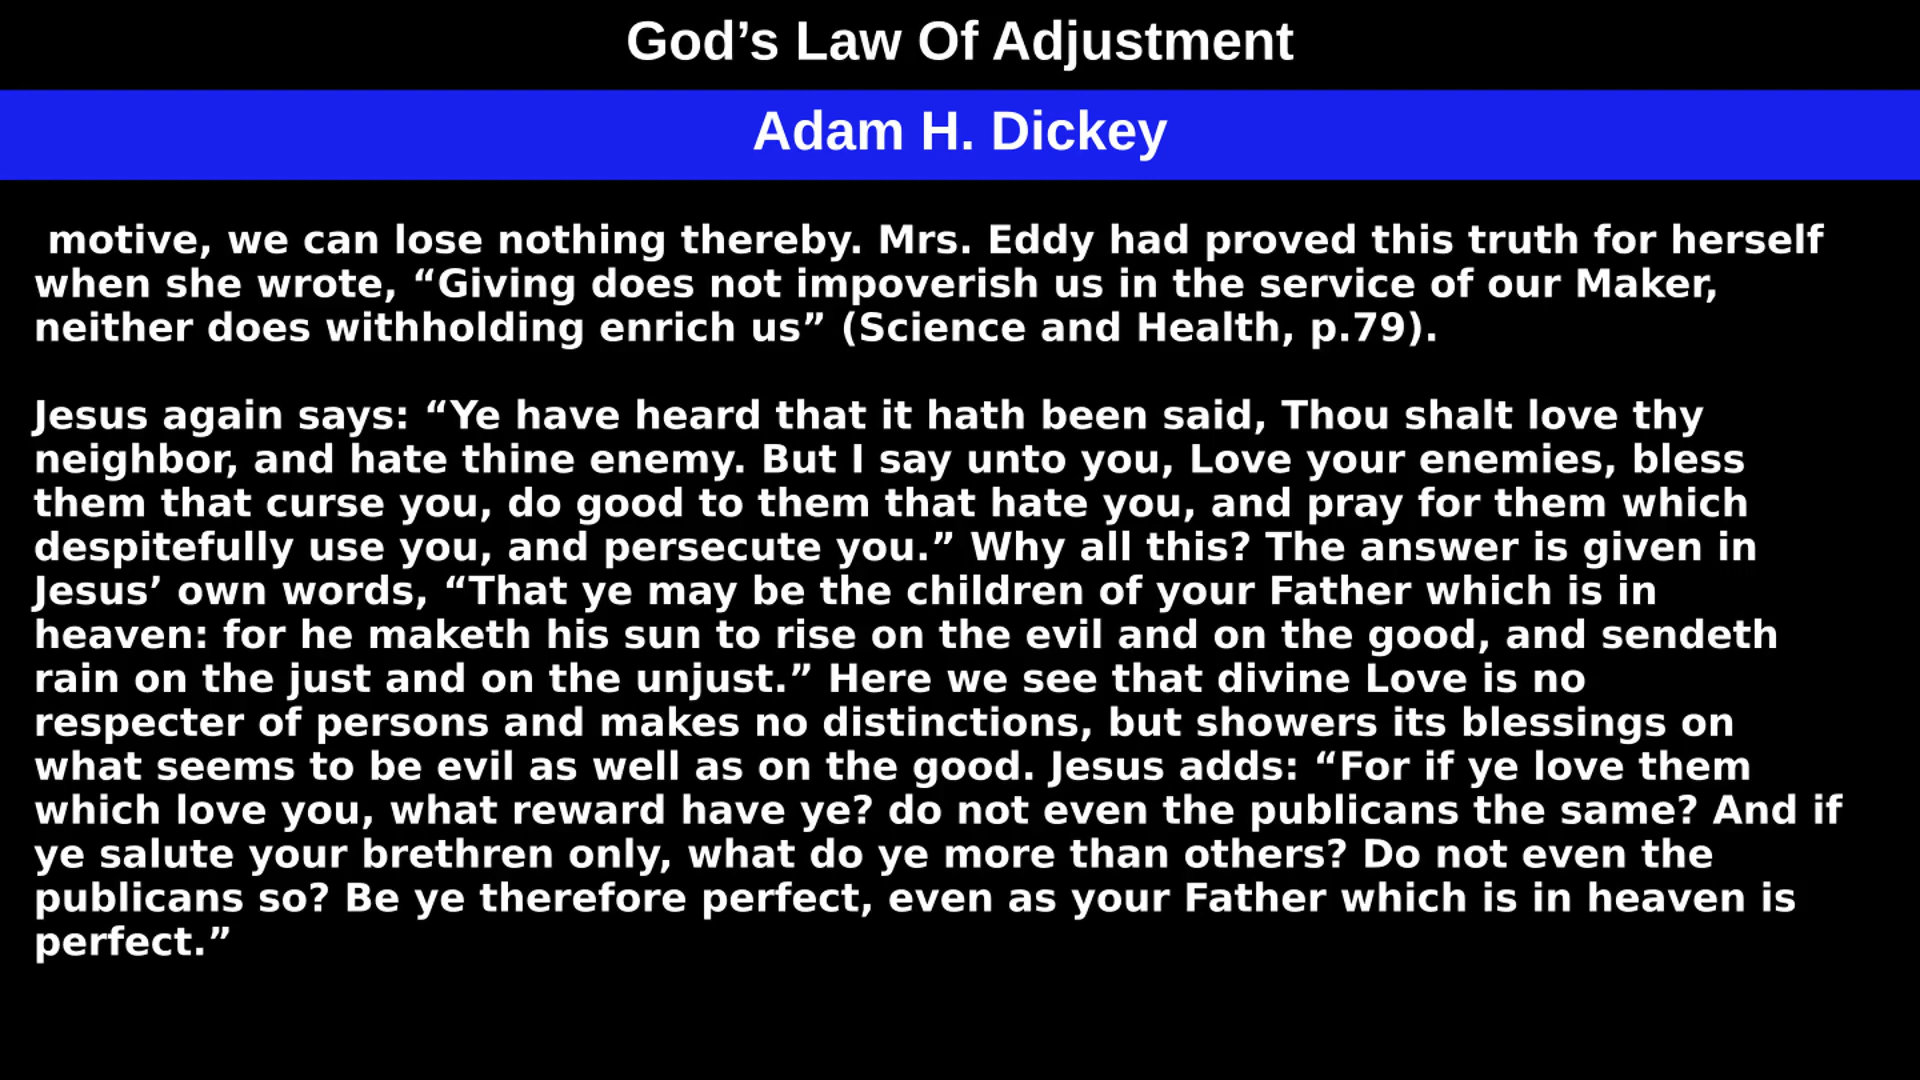 God’s Law Of Adjustment
Adam H. Dickey
motive, we can lose nothing thereby. Mrs. Eddy had proved this truth for herself
when she wrote, “Giving does not impoverish us in the service of our Maker,
neither does withholding enrich us” (Science and Health, p.79).
Jesus again says: “Ye have heard that it hath been said, Thou shalt love thy
neighbor, and hate thine enemy. But I say unto you, Love your enemies, bless
them that curse you, do good to them that hate you, and pray for them which
despitefully use you, and persecute you.” Why all this? The answer is given in
Jesus’ own words, “That ye may be the children of your Father which is in
heaven: for he maketh his sun to rise on the evil and on the good, and sendeth
rain on the just and on the unjust.” Here we see that divine Love is no
respecter of persons and makes no distinctions, but showers its blessings on
what seems to be evil as well as on the good. Jesus adds: “For if ye love them
which love you, what reward have ye? do not even the publicans the same? And if
ye salute your brethren only, what do ye more than others? Do not even the
publicans so? Be ye therefore perfect, even as your Father which is in heaven is
perfect.”